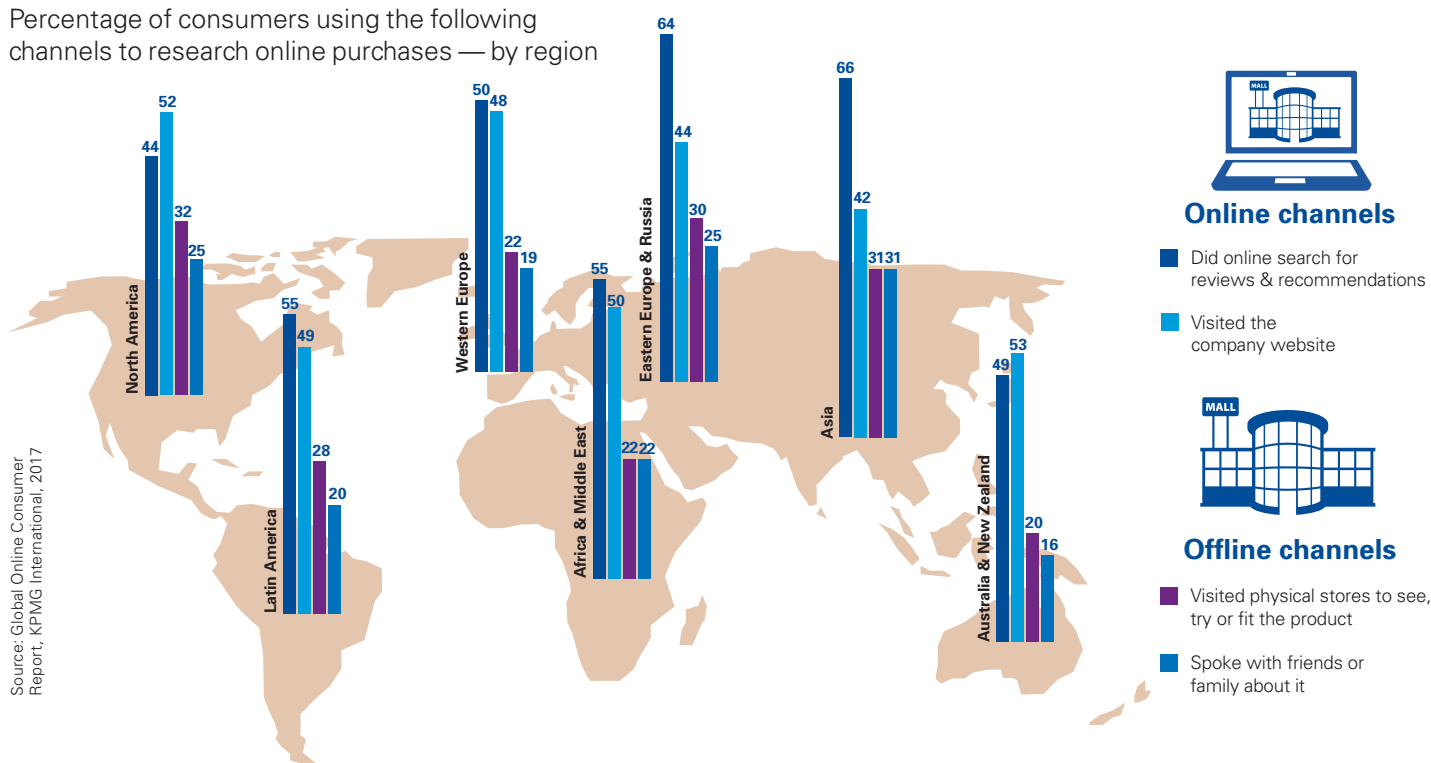 Percentage of consumers using the following
channels to research online purchases — by region
44
52
32
25
North America
55
49
28
20
Latin America
50
48
22
19
Western Europe
55
50
22
22
Africa & Middle East
64
44
30
25
Eastern Europe & Russia
66
42
31
31
Asia
49
53
20
16
Australia & New Zealand
MALL
Online channels
Did online search for
reviews & recommendations
Visited the
company website
MALL
Offline channels
Visited physical stores to see,
try or fit the product
Spoke with friends or
family about it
Source: Global Online Consumer
Report, KPMG International, 2017